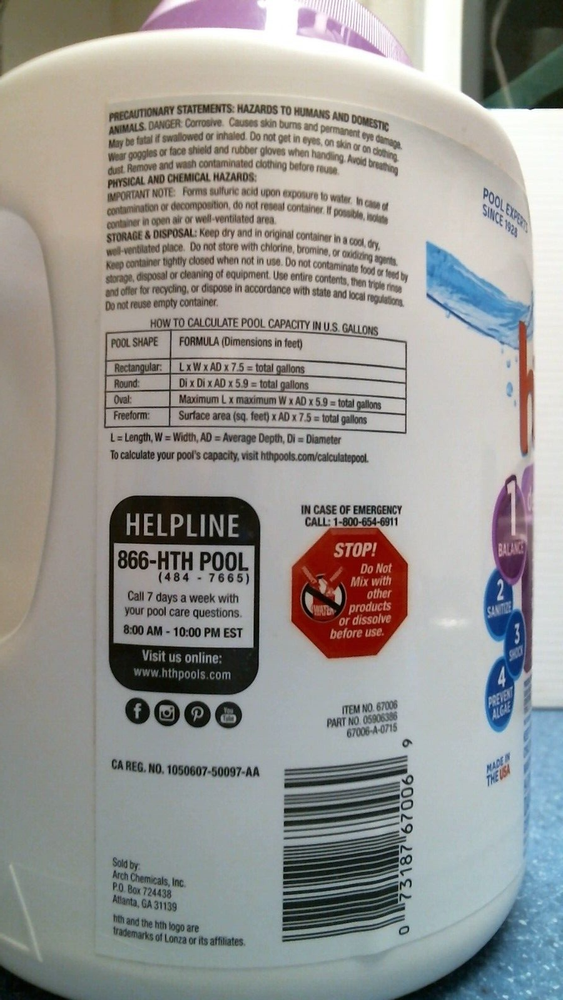 PRECAUTIONARY STATEMENTS: HAZARDS TO HUMANS AND DOMESTIC
ANIMALS. DANGER: Corrosive. Causes skin burns and permanent eye damage.
May be fatal if swallowed or inhaled. Do not get in eyes, on skin or on clothing.
Wear goggles or face shield and rubber gloves when handling. Avoid breathing
dust. Remove and wash contaminated clothing before reuse.
PHYSICAL AND CHEMICAL HAZARDS:
IMPORTANT NOTE: Forms sulfuric acid upon exposure to water. In case of
contamination or decomposition, do not reseal container. If possible, isolate
container in open air or well-ventilated area.
STORAGE & DISPOSAL: Keep dry and in original container in a cool, dry,
well-ventilated place. Do not store with chlorine, bromine, or oxidizing agents.
Keep container tightly closed when not in use. Do not contaminate food or feed by
storage, disposal or cleaning of equipment. Use entire contents, then triple rinse
and offer for recycling, or dispose in accordance with state and local regulations.
Do not reuse empty container.
HOW TO CALCULATE POOL CAPACITY IN U.S. GALLONS
POOL SHAPE FORMULA (Dimensions in feet)
Rectangular: L x W x AD x 7.5 = total gallons
Round: Di x Di x AD x 5.9 = total gallons
Oval: Maximum L x maximum W x AD x 5.9 = total gallons
Freeform: Surface area (sq. feet) x AD x 7.5 = total gallons
L = Length, W = Width, AD = Average Depth, Di = Diameter
To calculate your pool's capacity, visit hthpools.com/calculatepool.
HELPLINE
866-HTH POOL
(484 - 7665)
Call 7 days a week with
your pool care questions.
8:00 AM - 10:00 PM EST
Visit us online:
www.hthpools.com
f
You
Tube
IN CASE OF EMERGENCY
CALL: 1-800-654-6911
STOP!
Do Not
Mix with
other
products
or dissolve
before use.
WATER
ITEM NO. 67006
PART NO. 05906386
67006-A-0715
CA REG. NO. 1050607-50097-AA
0 73187 67006 9
Sold by:
Arch Chemicals, Inc.
P.O. Box 724438
Atlanta, GA 31139
hth and the hth logo are
trademarks of Lonza or its affiliates.
POOL EXPERTS
SINCE 1928
h
1
BALANCE
2
SANITIZE
3
SHOCK
4
PREVENT
ALGAE
MADE IN
THE USA